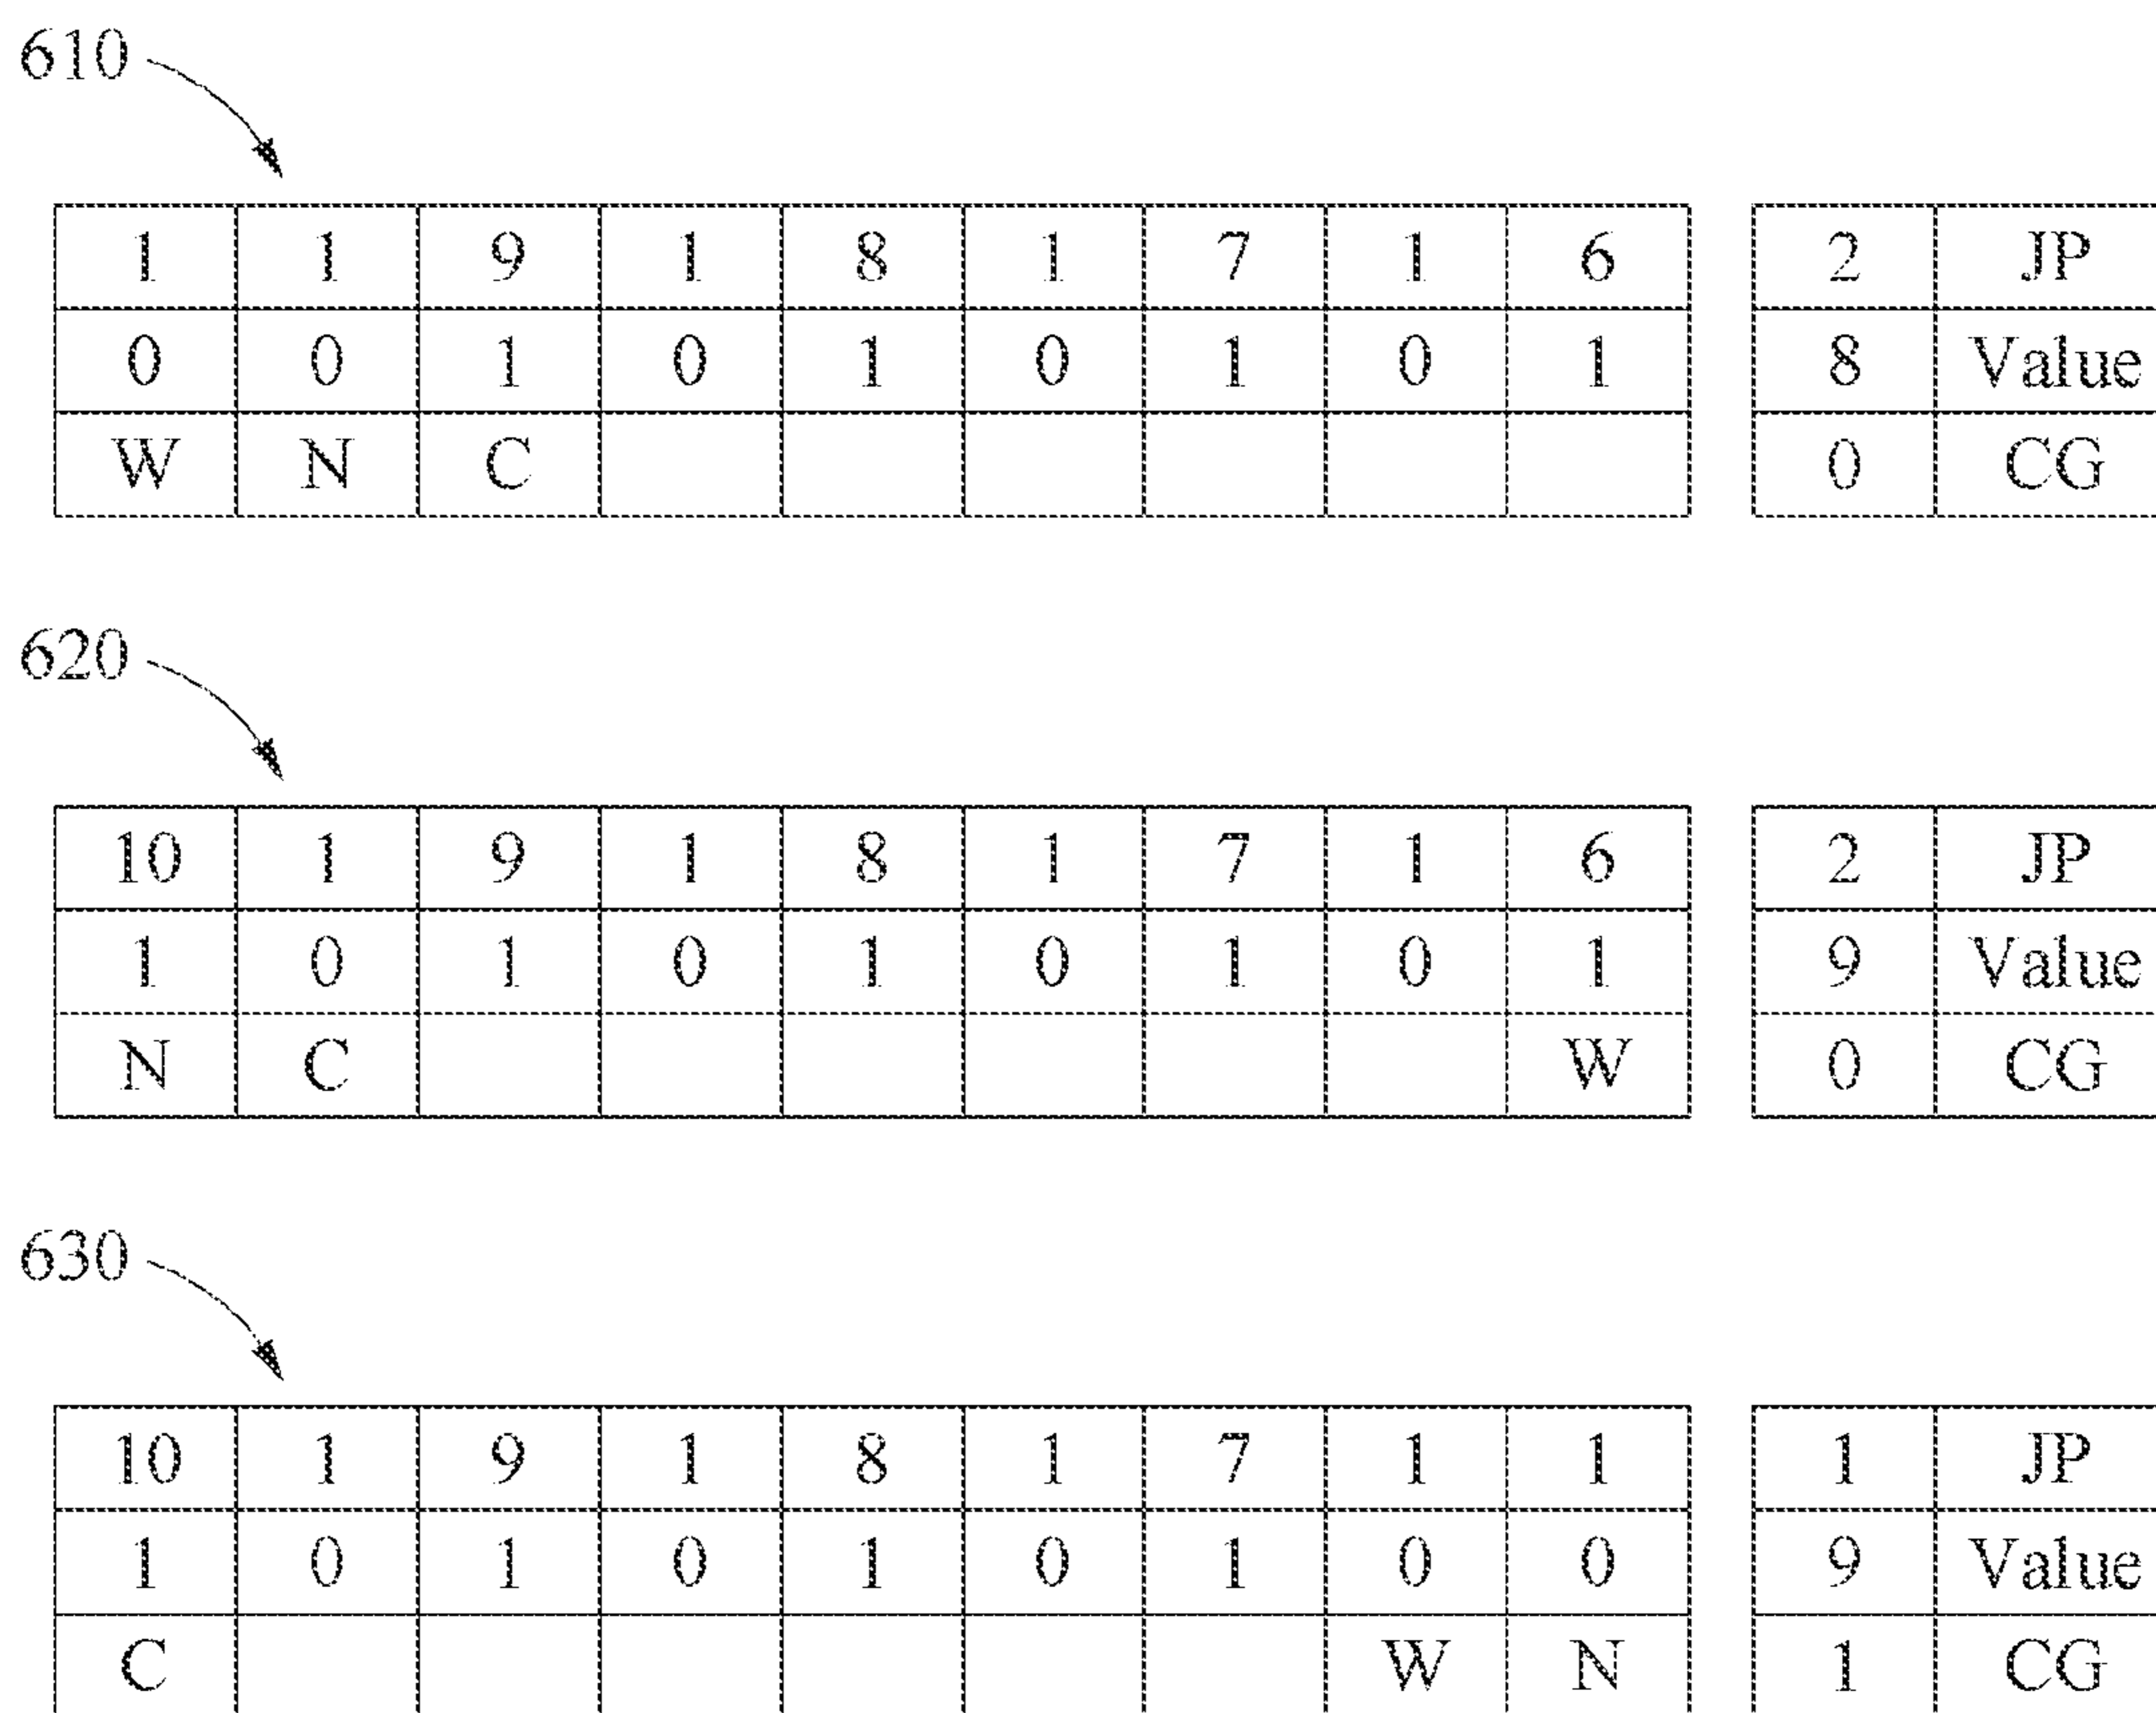 610
1 1 9 1 8 1 7 1 6 2 JP
0 0 1 0 1 0 1 0 1 8 Value
W N C 0 CG
620
10 1 9 1 8 1 7 1 6 2 JP
1 0 1 0 1 0 1 0 1 9 Value
N C W 0 CG
630
10 1 9 1 8 1 7 1 1 1 JP
1 0 1 0 1 0 1 0 0 9 Value
C W N 1 CG